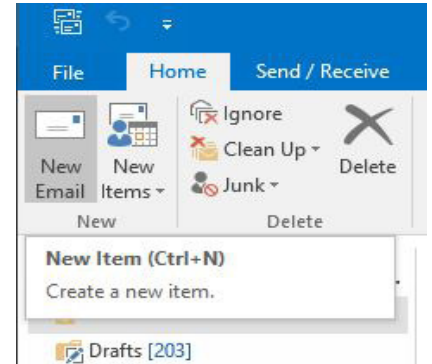 File Home Send / Receive
Ignore
Clean Up
Junk
New Email
New Items
Delete
New Delete
New Item (Ctrl+N)
Create a new item.
Drafts [203]